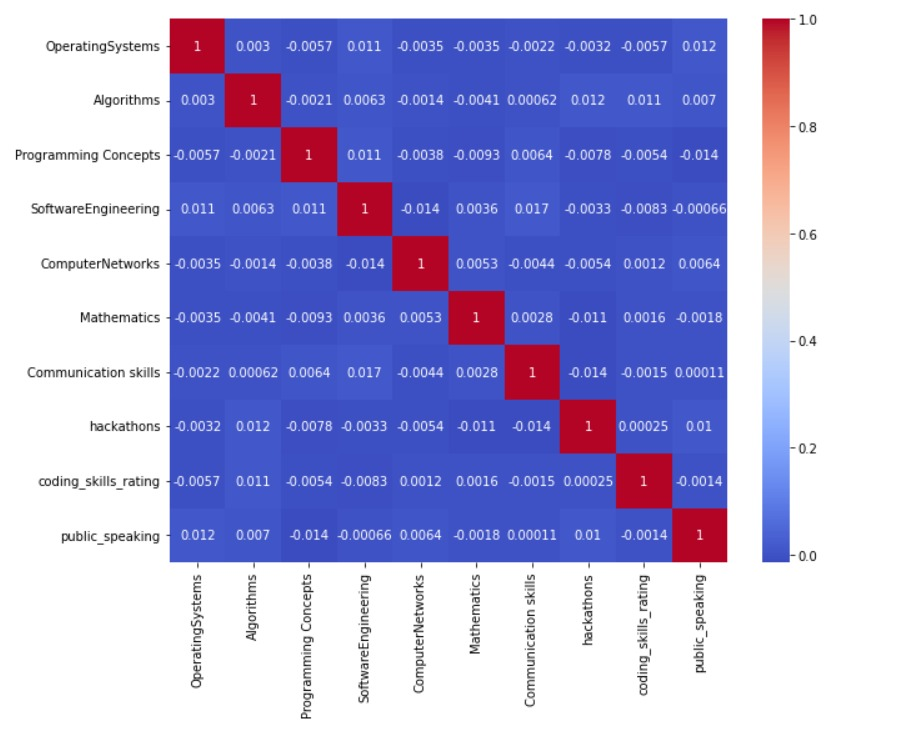 OperatingSystems 1 0.003 -0.0057 0.011 -0.0035 -0.0035 -0.0022 -0.0032 -0.0057 0.012
Algorithms 0.003 1 -0.0021 0.0063 -0.0014 -0.0041 0.00062 0.012 0.011 0.007
Programming Concepts -0.0057 -0.0021 1 0.011 -0.0038 -0.0093 0.0064 -0.0078 -0.0054 -0.014
SoftwareEngineering 0.011 0.0063 0.011 1 -0.014 0.0036 0.017 -0.0033 -0.0083 -0.00066
ComputerNetworks -0.0035 -0.0014 -0.0038 -0.014 1 0.0053 -0.0044 -0.0054 0.0012 0.0064
Mathematics -0.0035 -0.0041 -0.0093 0.0036 0.0053 1 0.0028 -0.011 0.0016 -0.0018
Communication skills -0.0022 0.00062 0.0064 0.017 -0.0044 0.0028 1 -0.014 -0.0015 0.00011
hackathons -0.0032 0.012 -0.0078 -0.0033 -0.0054 -0.011 -0.014 1 0.00025 0.01
coding_skills_rating -0.0057 0.011 -0.0054 -0.0083 0.0012 0.0016 -0.0015 0.00025 1 -0.0014
public_speaking 0.012 0.007 -0.014 -0.00066 0.0064 -0.0018 0.00011 0.01 -0.0014 1
OperatingSystems
Algorithms
Programming Concepts
SoftwareEngineering
ComputerNetworks
Mathematics
Communication skills
hackathons
coding_skills_rating
public_speaking
1.0
0.8
0.6
0.4
0.2
0.0